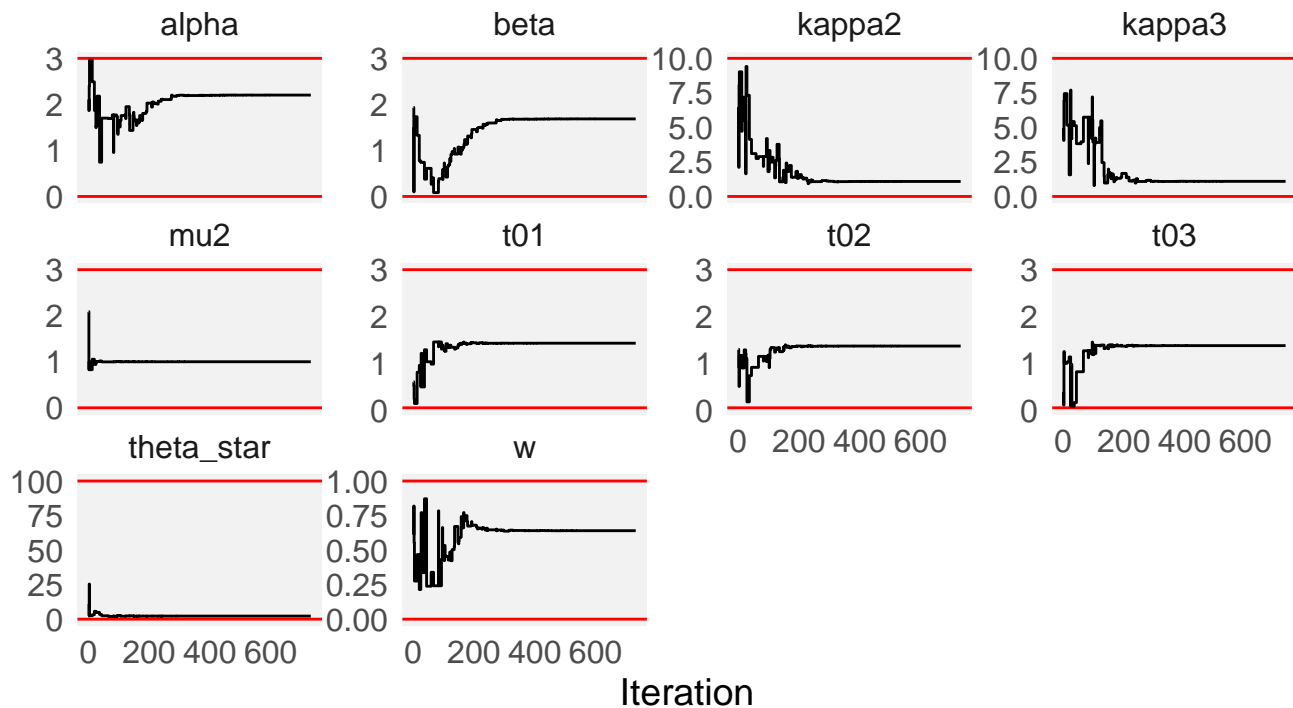 alpha beta kappa2 kappa3
3 3 10.0 10.0
2 2 7.5 7.5
5.0 5.0
1 1 2.5 2.5
0 0 0.0 0.0
mu2 t01 t02 t03
3 3 3 3
2 2 2 2
1 1 1 1
0 0 0 0
0 200 400 600 0 200 400 600
theta_star w
100 1.00
75 0.75
50 0.50
25 0.25
0 0.00
0 200 400 600 0 200 400 600
Iteration